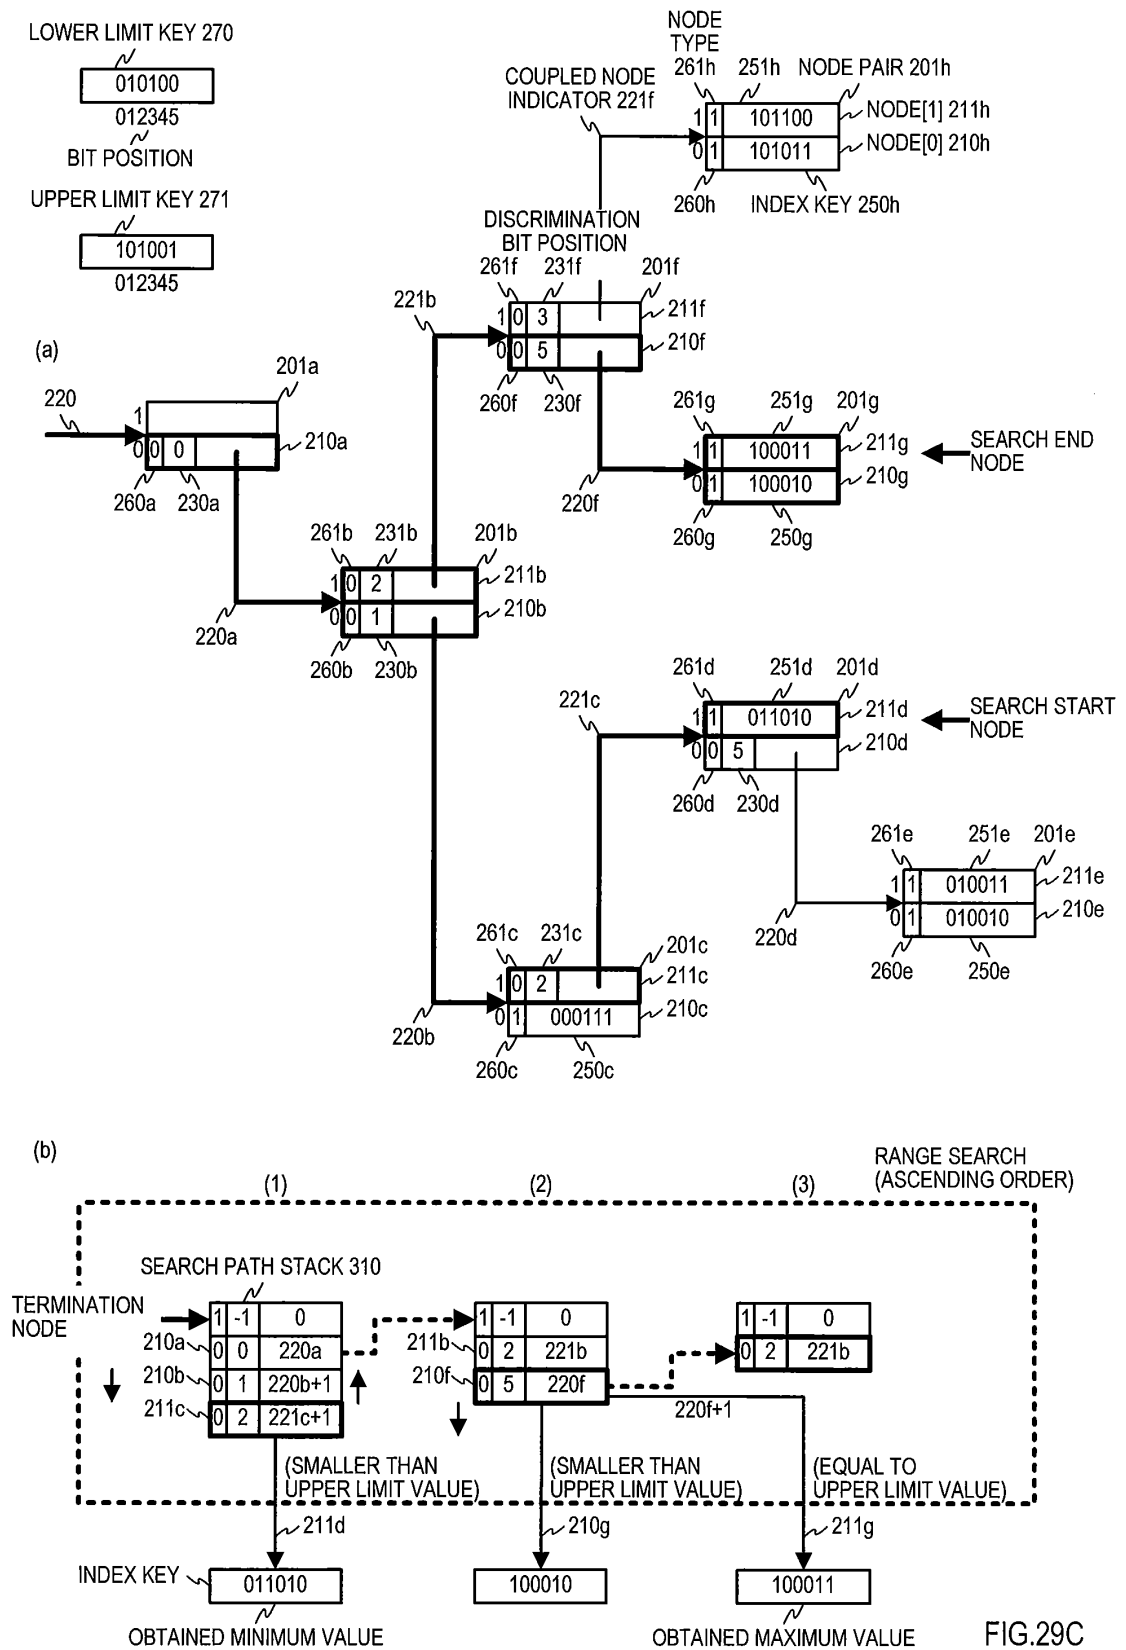 LOWER LIMIT KEY 270
010100
012345
BIT POSITION
UPPER LIMIT KEY 271
101001
012345
NODE
TYPE
261h
251h
NODE PAIR 201h
COUPLED NODE
INDICATOR 221f
1 1 101100
NODE[1] 211h
0 1 101011
NODE[0] 210h
260h
INDEX KEY 250h
DISCRIMINATION
BIT POSITION
261f
231f
201f
221b
1 0 3
211f
0 0 5
210f
260f
230f
(a)
201a
220
1
0 0 0
210a
260a
230a
261g
251g
201g
1 1 100011
211g
SEARCH END
NODE
0 1 100010
210g
220f
260g
250g
261b
231b
201b
1 0 2
211b
0 0 1
210b
220a
260b
230b
261d
251d
201d
221c
1 1 011010
211d
SEARCH START
NODE
0 0 5
210d
260d
230d
261e
251e
201e
1 1 010011
211e
0 1 010010
210e
220d
260e
250e
261c
231c
201c
1 0 2
211c
0 1 000111
210c
220b
260c
250c
(b)
RANGE SEARCH
(ASCENDING ORDER)
(1)
(2)
(3)
SEARCH PATH STACK 310
TERMINATION
NODE
1 -1 0
1 -1 0
1 -1 0
210a
0 0 220a
211b
0 2 221b
0 2 221b
210b
0 1 220b+1
210f
0 5 220f
211c
0 2 221c+1
220f+1
(SMALLER THAN
UPPER LIMIT VALUE)
(SMALLER THAN
UPPER LIMIT VALUE)
(EQUAL TO
UPPER LIMIT VALUE)
211d
210g
211g
INDEX KEY
011010
100010
100011
OBTAINED MINIMUM VALUE
OBTAINED MAXIMUM VALUE
FIG.29C